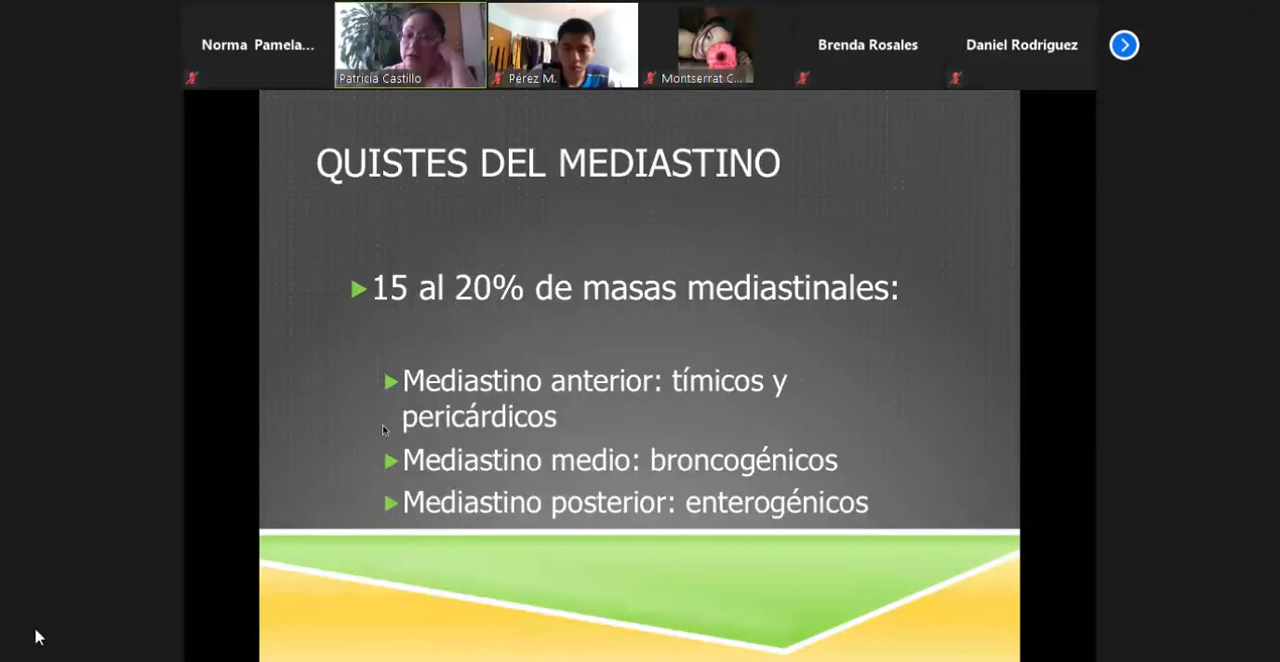 Norma Pamela...
Patricia Castillo
Pérez M.
Montserrat C...
Brenda Rosales
Daniel Rodriguez
QUISTES DEL MEDIASTINO
15 al 20% de masas mediastinales:
Mediastino anterior: tímicos y
pericárdicos
Mediastino medio: broncogénicos
Mediastino posterior: enterogénicos